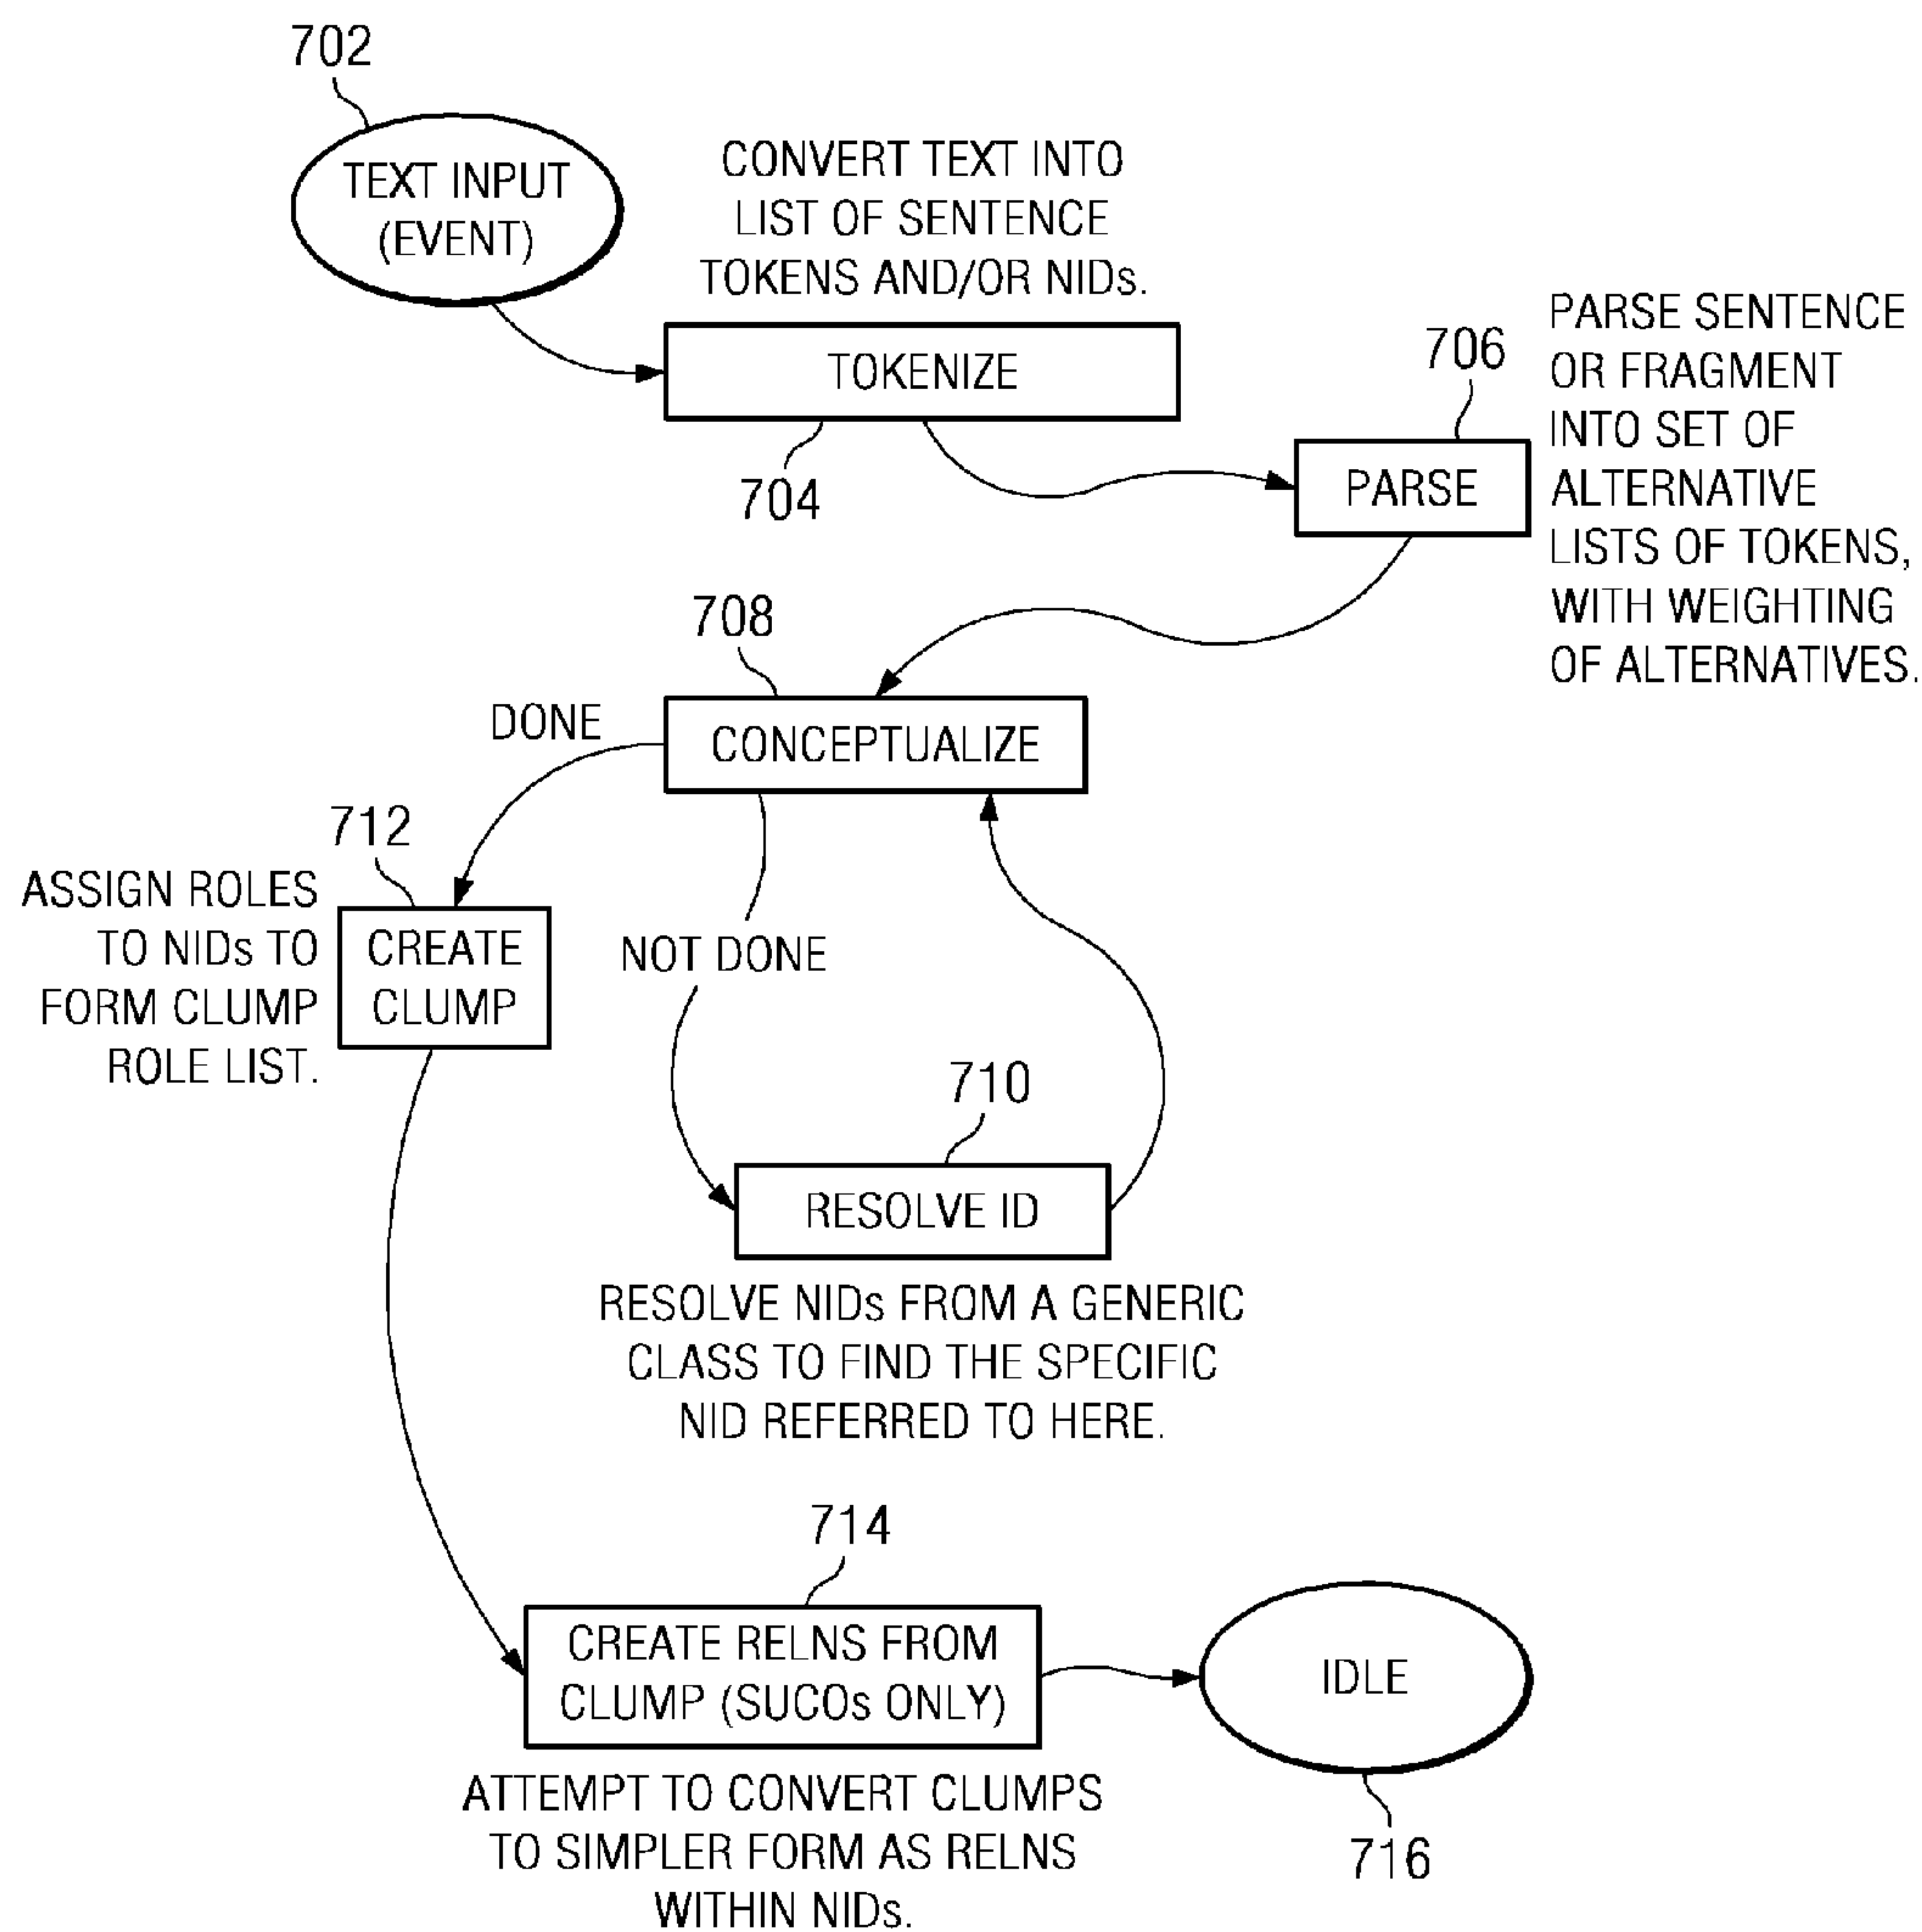 702
TEXT INPUT
(EVENT)
CONVERT TEXT INTO
LIST OF SENTENCE
TOKENS AND/OR NIDs.
TOKENIZE
704
706
PARSE
PARSE SENTENCE
OR FRAGMENT
INTO SET OF
ALTERNATIVE
LISTS OF TOKENS,
WITH WEIGHTING
OF ALTERNATIVES.
708
CONCEPTUALIZE
DONE
712
ASSIGN ROLES
TO NIDs TO
FORM CLUMP
ROLE LIST.
CREATE
CLUMP
NOT DONE
710
RESOLVE ID
RESOLVE NIDs FROM A GENERIC
CLASS TO FIND THE SPECIFIC
NID REFERRED TO HERE.
714
CREATE RELNS FROM
CLUMP (SUCOs ONLY)
ATTEMPT TO CONVERT CLUMPS
TO SIMPLER FORM AS RELNS
WITHIN NIDs.
IDLE
716